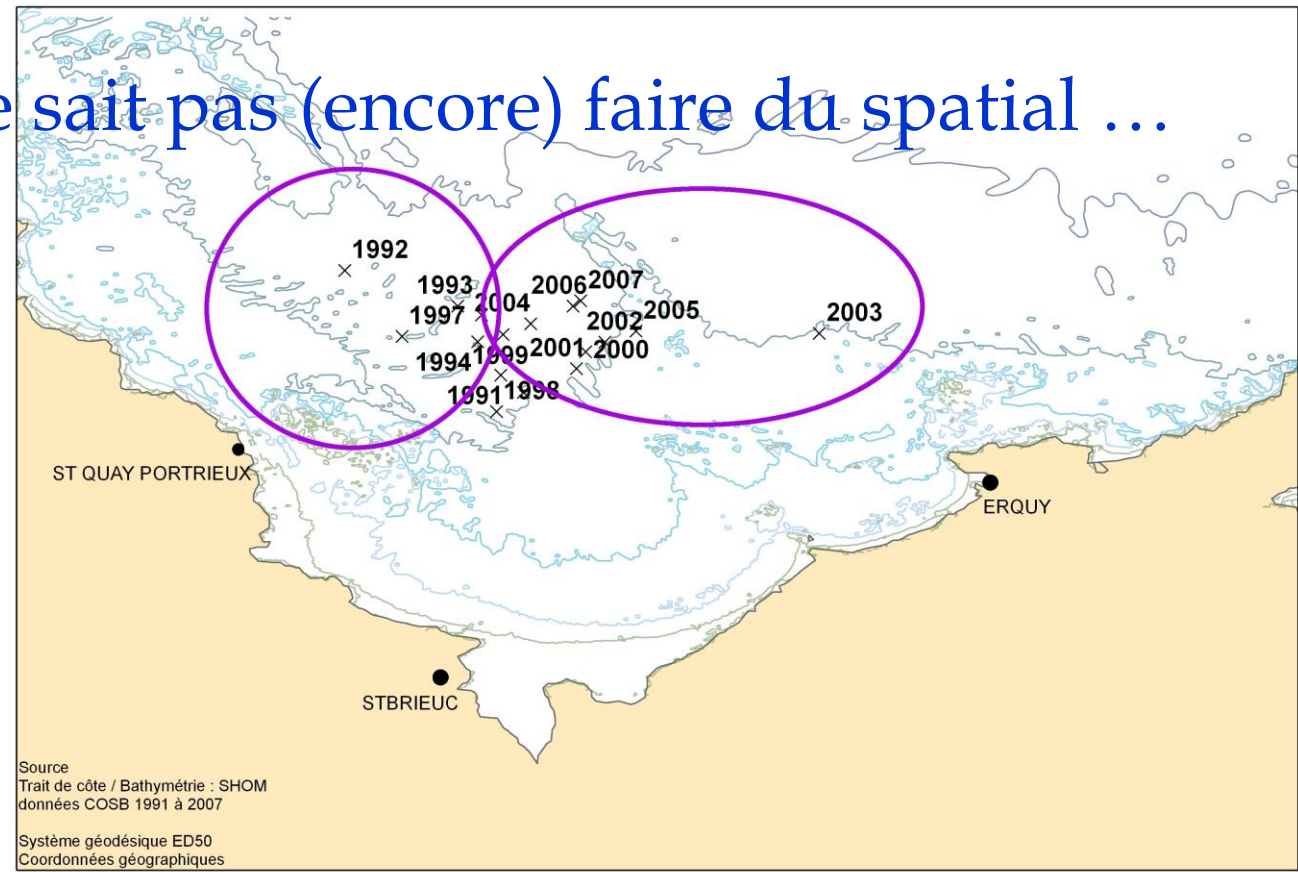 e sait pas (encore) faire du spatial …
1992
1993
2006 2007
2004
1997
2005
2003
2002
1994 1999 2001 2000
1991 1998
ST QUAY PORTRIEUX
ERQUY
STBRIEUC
Source
Trait de côte / Bathymétrie : SHOM
données COSB 1991 à 2007
Système géodésique ED50
Coordonnées géographiques